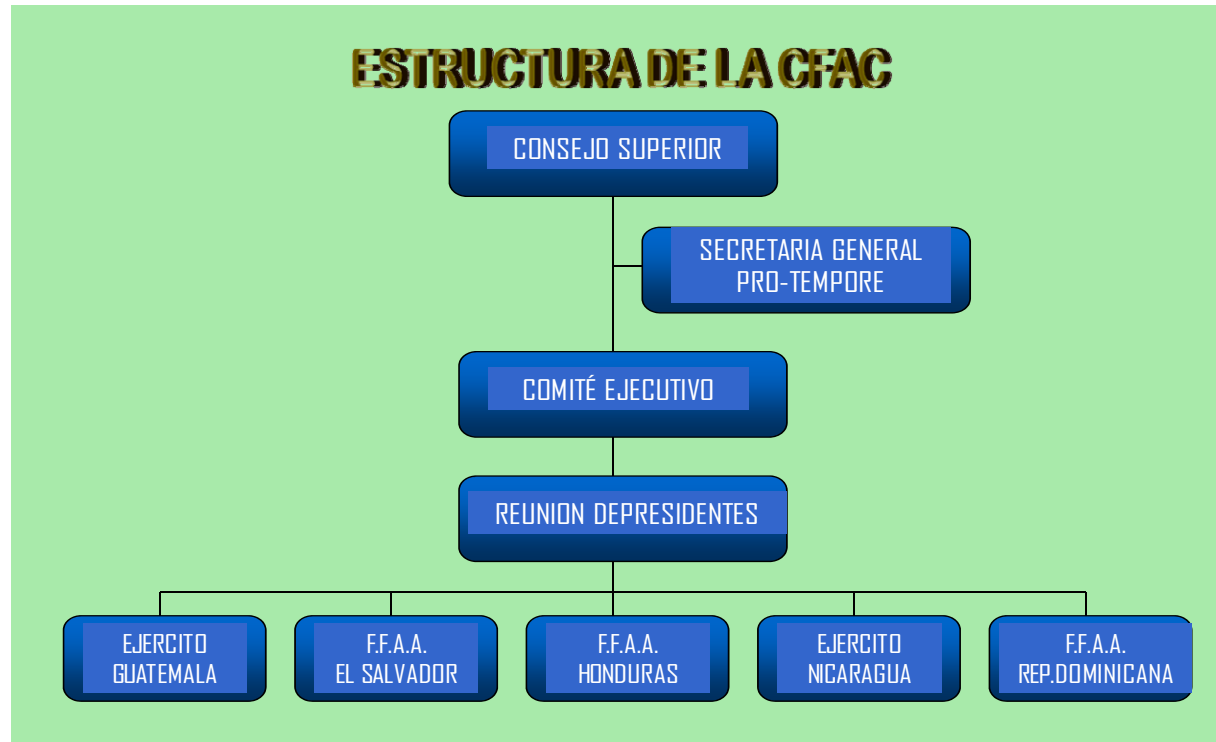 ESTRUCTURA DE LA CFAC
CONSEJO SUPERIOR
SECRETARIA GENERAL
PRO-TEMPORE
COMITÉ EJECUTIVO
REUNION DEPRESIDENTES
EJERCITO
GUATEMALA
F.F.A.A.
EL SALVADOR
F.F.A.A.
HONDURAS
EJERCITO
NICARAGUA
F.F.A.A.
REP.DOMINICANA